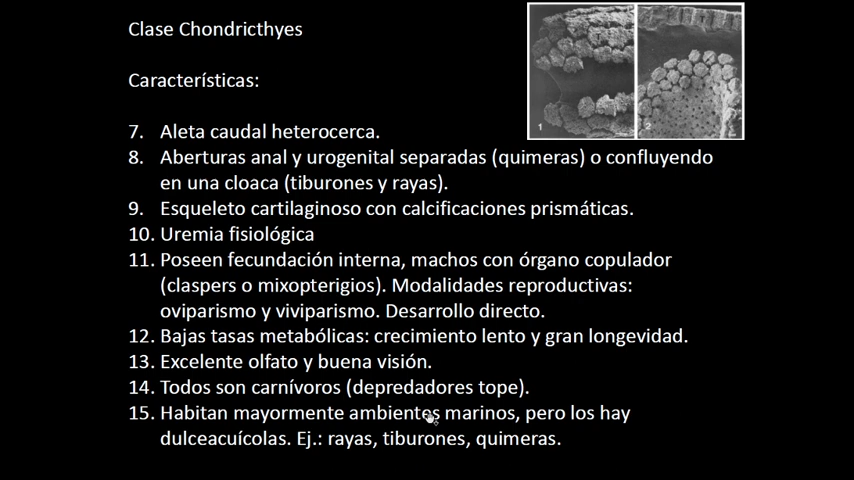 Clase Chondricthyes
Características:
1
2
7. Aleta caudal heterocerca.
8. Aberturas anal y urogenital separadas (quimeras) o confluyendo
en una cloaca (tiburones y rayas).
9. Esqueleto cartilaginoso con calcificaciones prismáticas.
10. Uremia fisiológica
11. Poseen fecundación interna, machos con órgano copulador
(claspers o mixopterigios). Modalidades reproductivas:
oviparismo y viviparismo. Desarrollo directo.
12. Bajas tasas metabólicas: crecimiento lento y gran longevidad.
13. Excelente olfato y buena visión.
14. Todos son carnívoros (depredadores tope).
15. Habitan mayormente ambientes marinos, pero los hay
dulceacuícolas. Ej.: rayas, tiburones, quimeras.